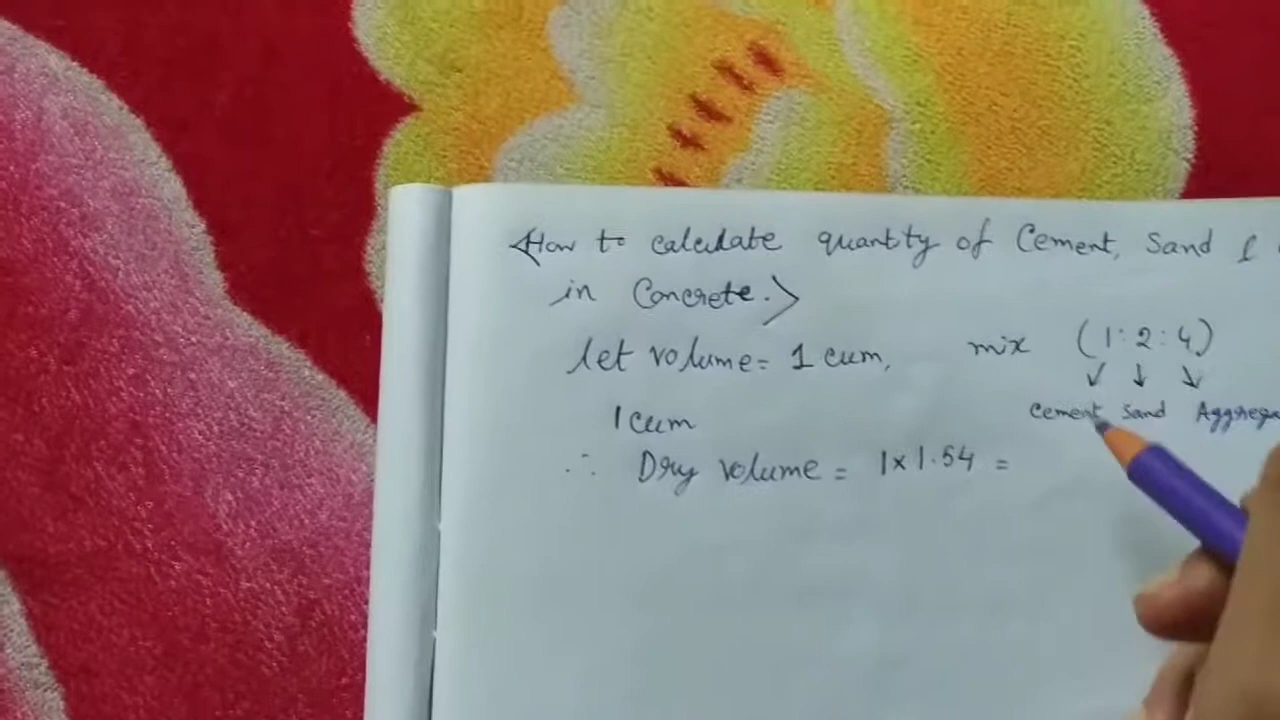 <How to calculate quantity of Cement, Sand &
in Concrete.>
let volume = 1 cum, mix (1:2:4)
Cement Sand
1 cum
∴ Dry volume = 1 x 1.54 =